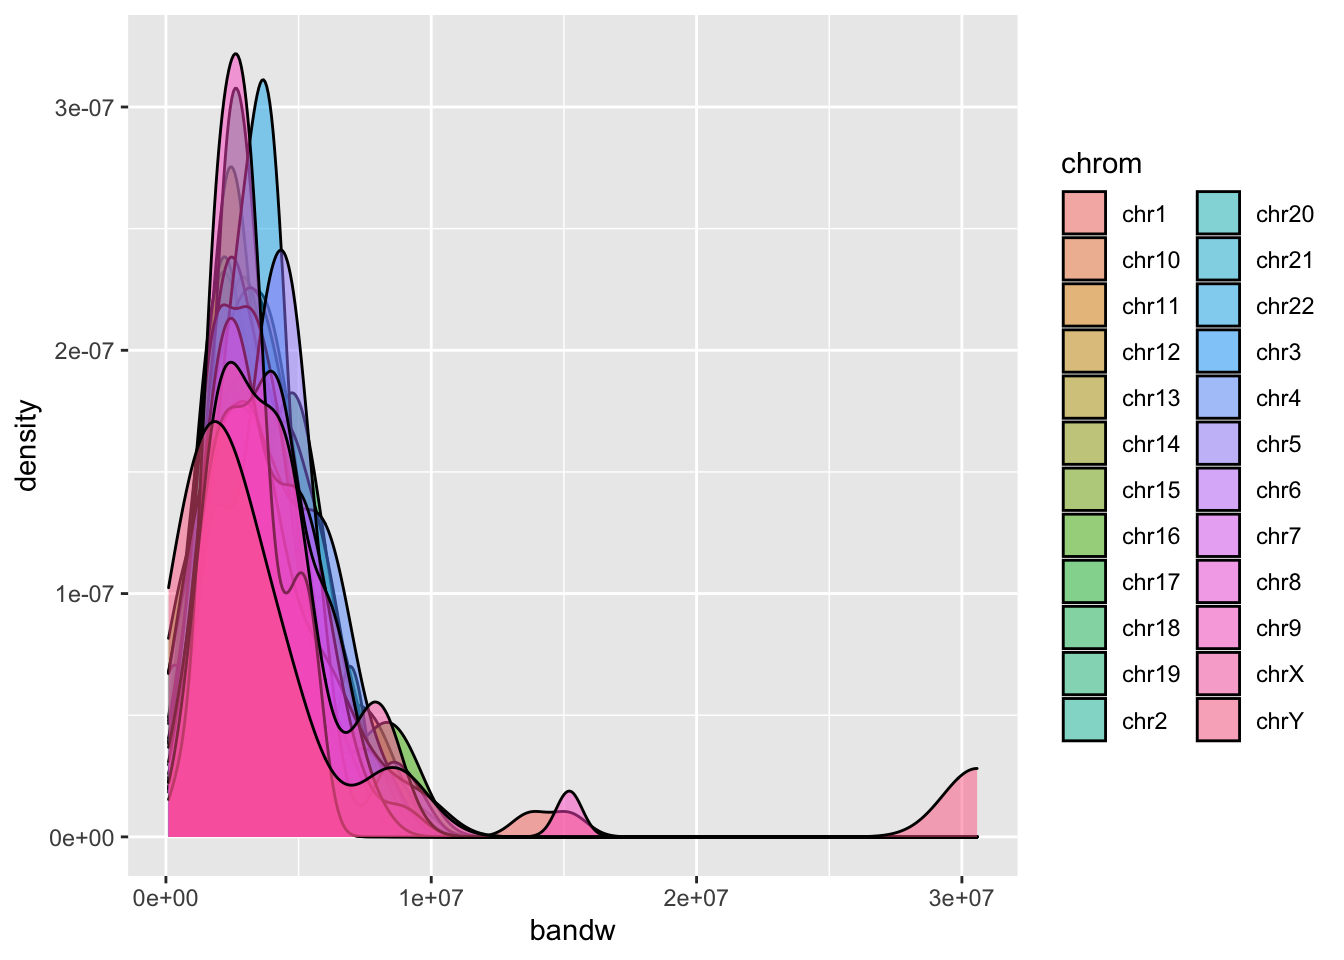 3e-07
2e-07
1e-07
0e+00
density
0e+00 1e+07 2e+07 3e+07
bandw
chrom
chr1 chr20
chr10 chr21
chr11 chr22
chr12 chr3
chr13 chr4
chr14 chr5
chr15 chr6
chr16 chr7
chr17 chr8
chr18 chr9
chr19 chrX
chr2 chrY